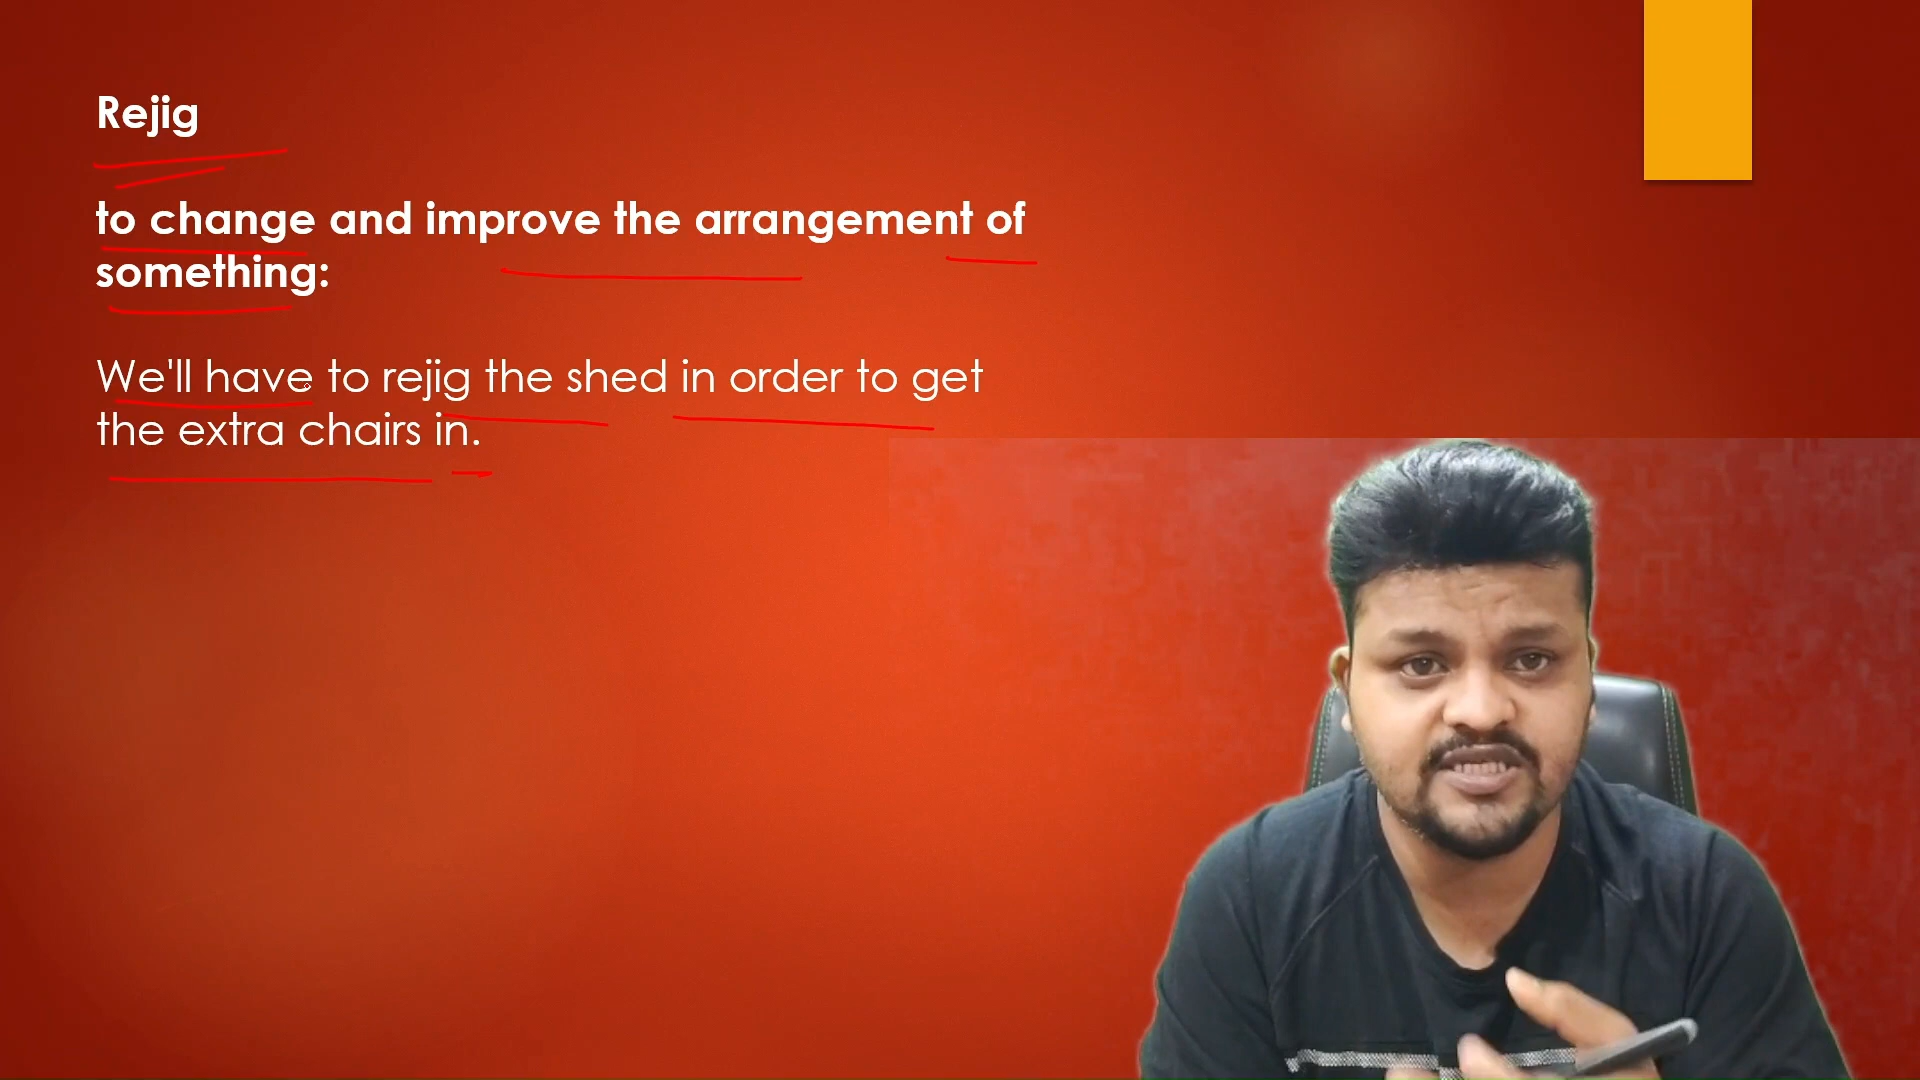 Rejig
to change and improve the arrangement of
something:
We'll have to rejig the shed in order to get
the extra chairs in.